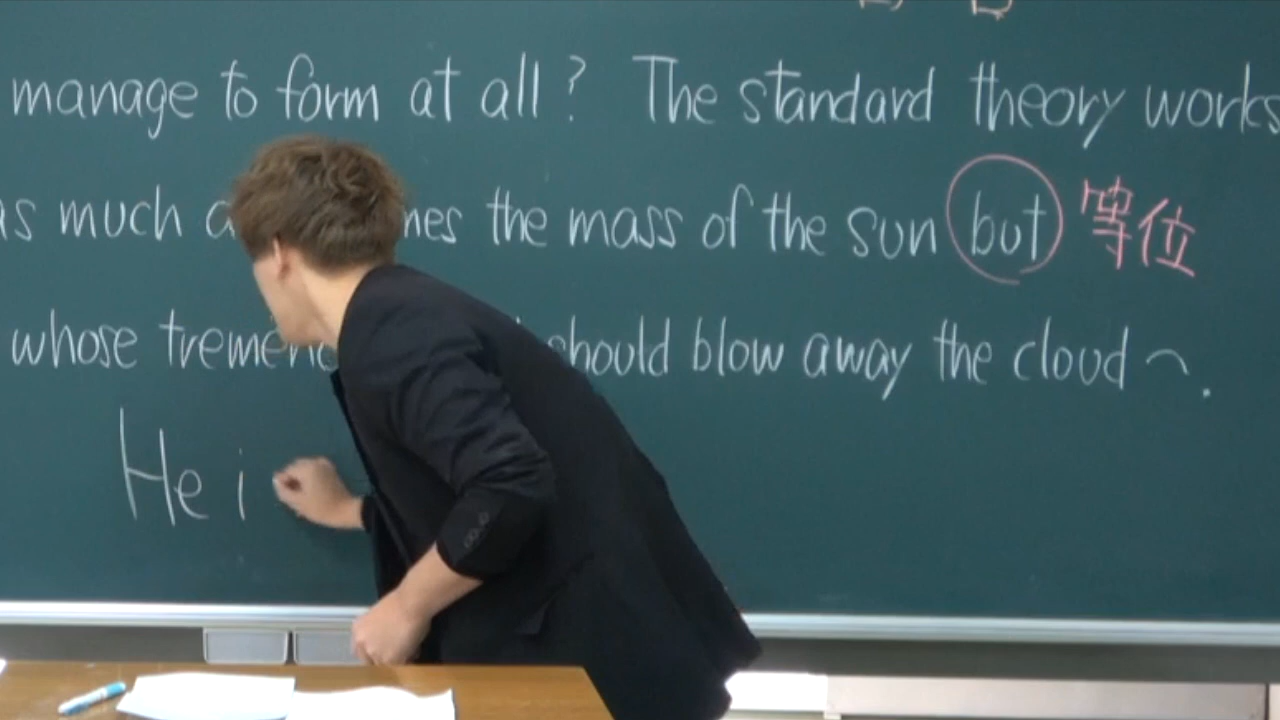 manage to form at all? The standard theory works
as much a mes the mass of the sun but 等位
whose tremend should blow away the cloud ~.
He i